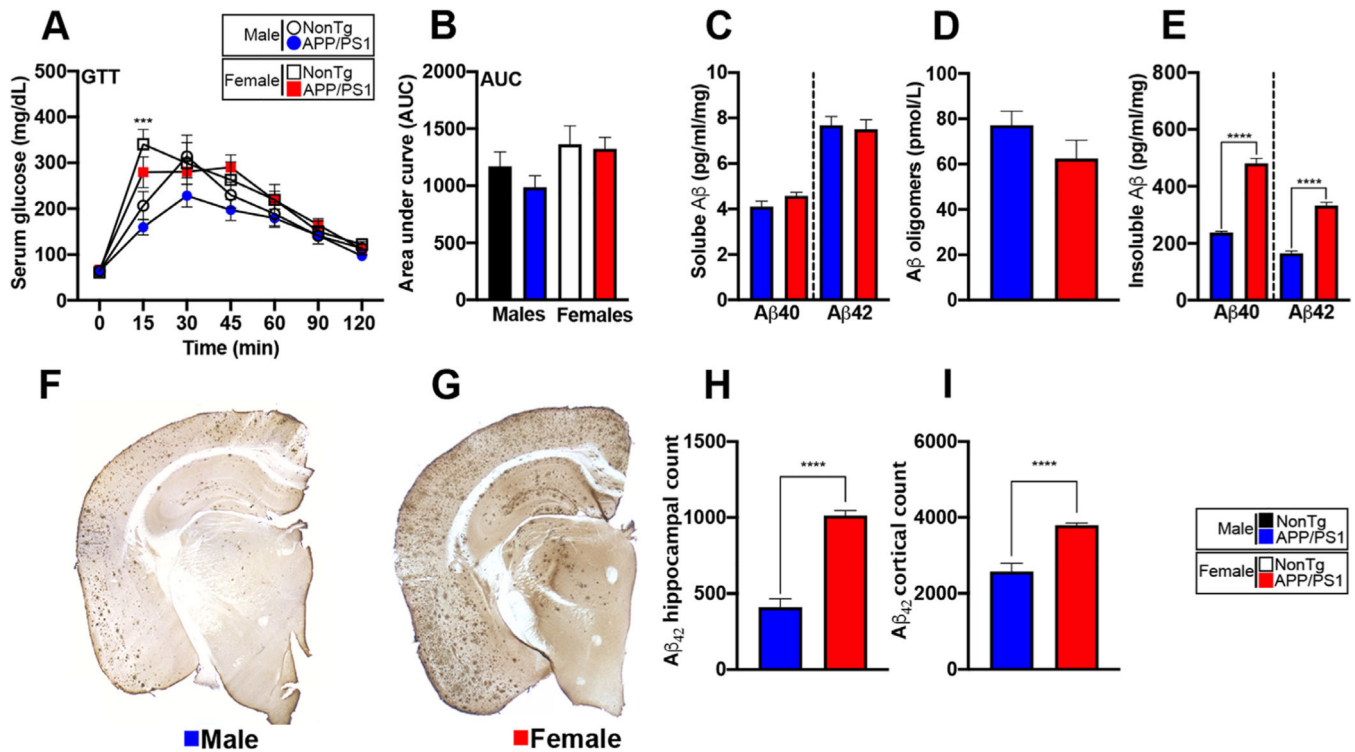 A
B
C
D
E
Male
NonTg
APP/PS1
Female
NonTg
APP/PS1
GTT
Serum glucose (mg/dL)
500
400
300
200
100
0
***
0 15 30 45 60 90 120
Time (min)
AUC
Area under curve (AUC)
2000
1500
1000
500
0
Males Females
Soluble Aβ (pg/ml/mg)
10
8
6
4
2
0
Aβ40 Aβ42
Aβ oligomers (pmol/L)
100
80
60
40
20
0
Insoluble Aβ (pg/ml/mg)
800
600
400
200
0
****
****
Aβ40 Aβ42
F
G
H
I
Male
Female
Aβ42 hippocampal count
1500
1000
500
0
****
Aβ42 cortical count
6000
4000
2000
0
****
Male
NonTg
APP/PS1
Female
NonTg
APP/PS1